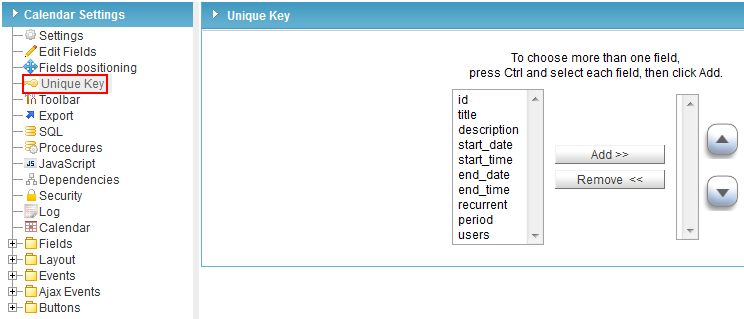 Calendar Settings
Settings
Edit Fields
Fields positioning
Unique Key
Toolbar
Export
SQL
Procedures
JS JavaScript
Dependencies
Security
Log
Calendar
Fields
Layout
Events
Ajax Events
Buttons
Unique Key
To choose more than one field,
press Ctrl and select each field, then click Add.
id
title
description
start_date
start_time
end_date
end_time
recurrent
period
users
Add >>
Remove <<